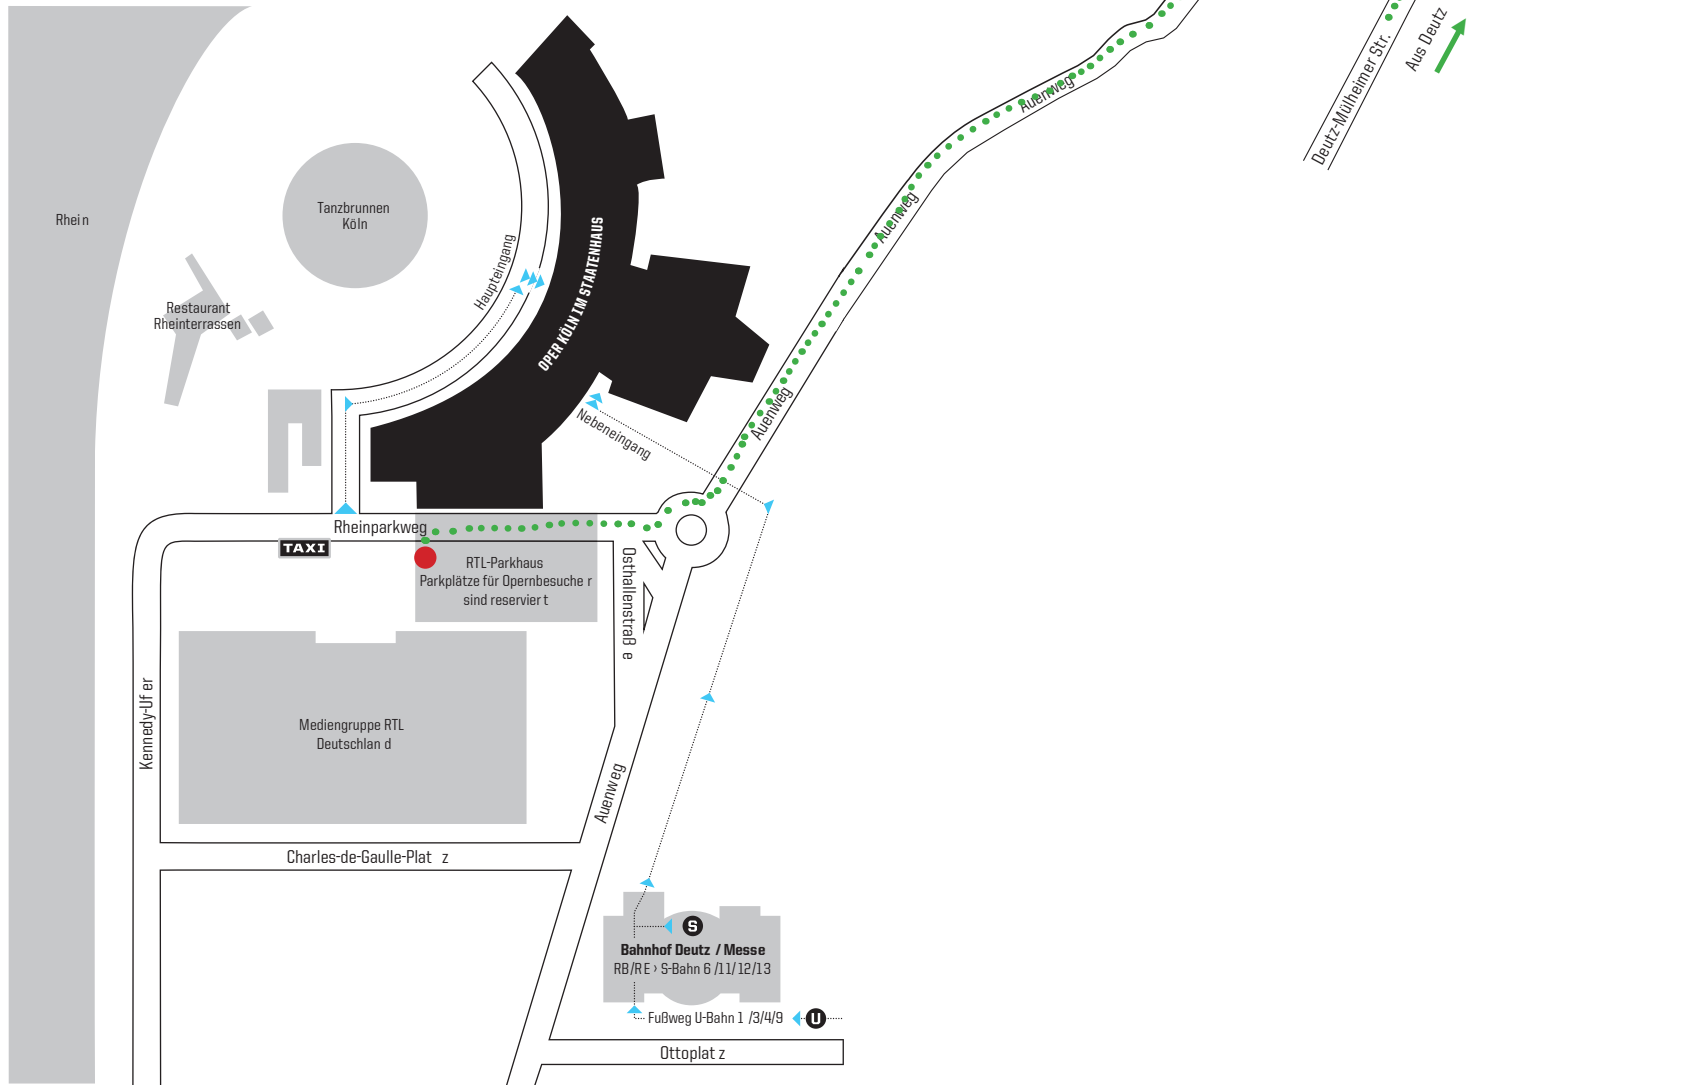 Aus Deutz
Deutz-Mülheimer Str.
Auenweg
Auenweg
Tanzbrunnen
Köln
Rhein
Haupteingang
OPER KÖLN IM STAATENHAUS
Restaurant
Rheinterrassen
Auenweg
Nebeneingang
Rheinparkweg
TAXI
RTL-Parkhaus
Parkplätze für Opernbesucher
sind reserviert
Osthallenstraße
Kennedy-Ufer
Mediengruppe RTL
Deutschland
Auenweg
Charles-de-Gaulle-Platz
S
Bahnhof Deutz / Messe
RB/RE › S-Bahn 6 /11/12/13
Fußweg U-Bahn 1 /3/4/9
U
Ottoplatz